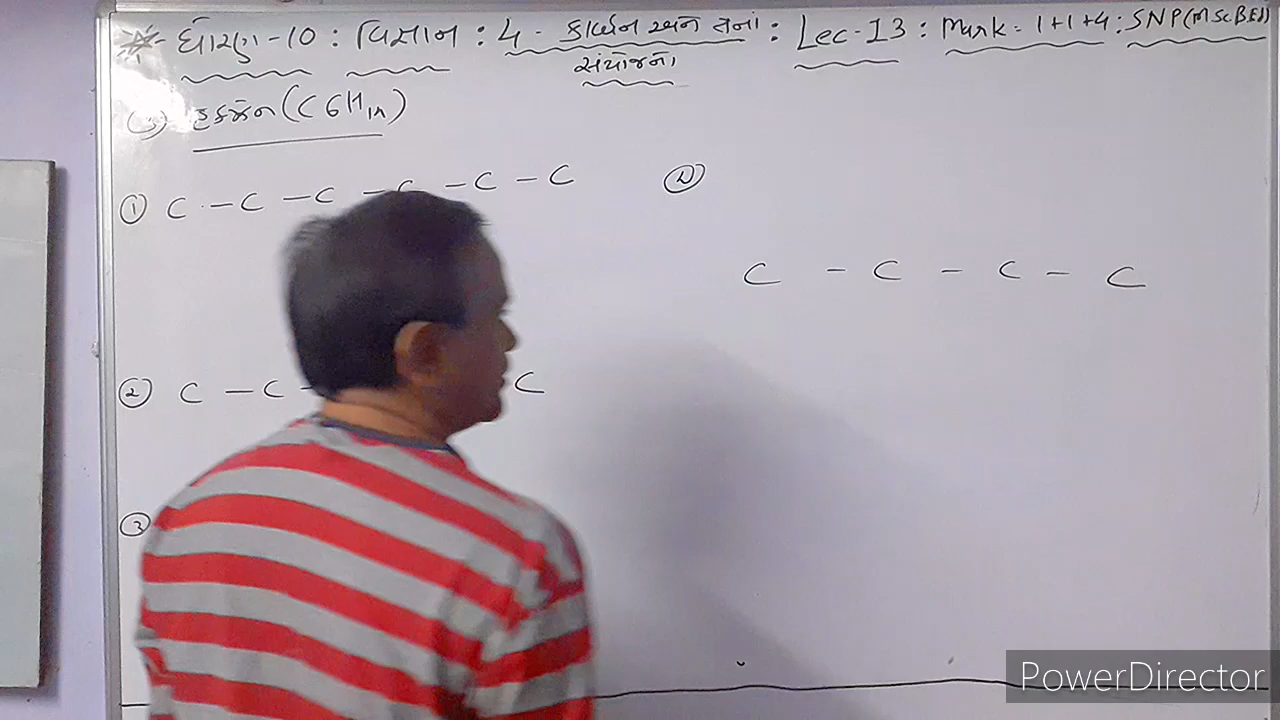 ધોરણ-10 : વિજ્ઞાન : 4 - કાર્બન અને તેનાં : Lec-13 : Mark = 1+1+4 : SNP(MSc B.Ed)
સંયોજનો
હેક્ઝેન (C6H14)
① C - C - C - C - C - C
C - C - C - C
② C - C - C
③
PowerDirector